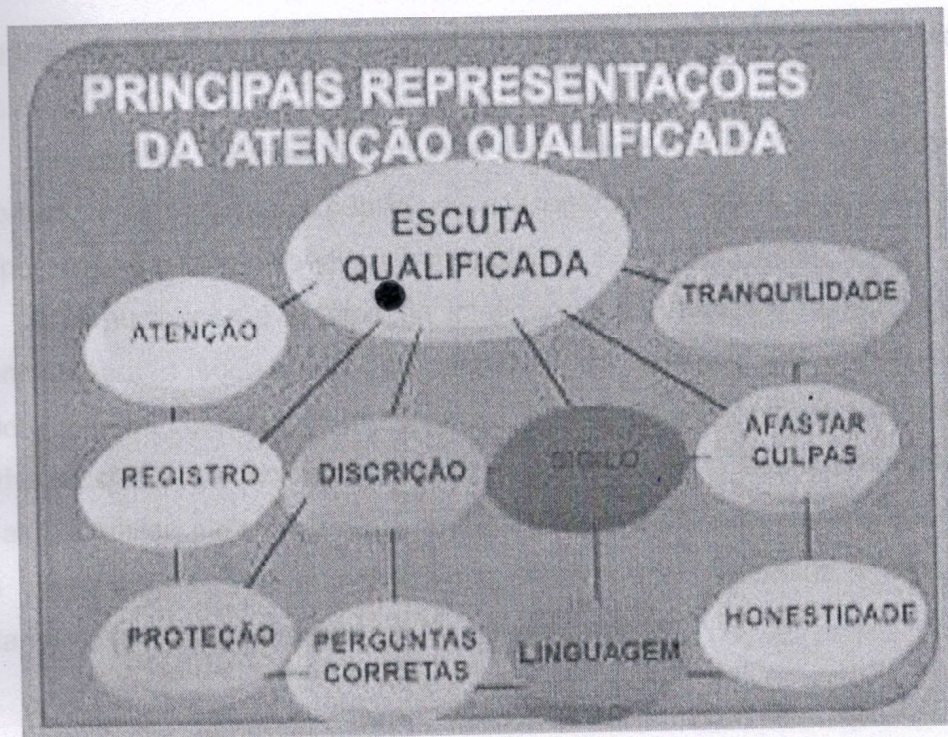 PRINCIPAIS REPRESENTAÇÕES
DA ATENÇÃO QUALIFICADA
ESCUTA
QUALIFICADA
TRANQUILIDADE
ATENÇÃO
AFASTAR
CULPAS
REGISTRO
DISCRIÇÃO
SIGILO
HONESTIDADE
PROTEÇÃO
PERGUNTAS
CORRETAS
LINGUAGEM